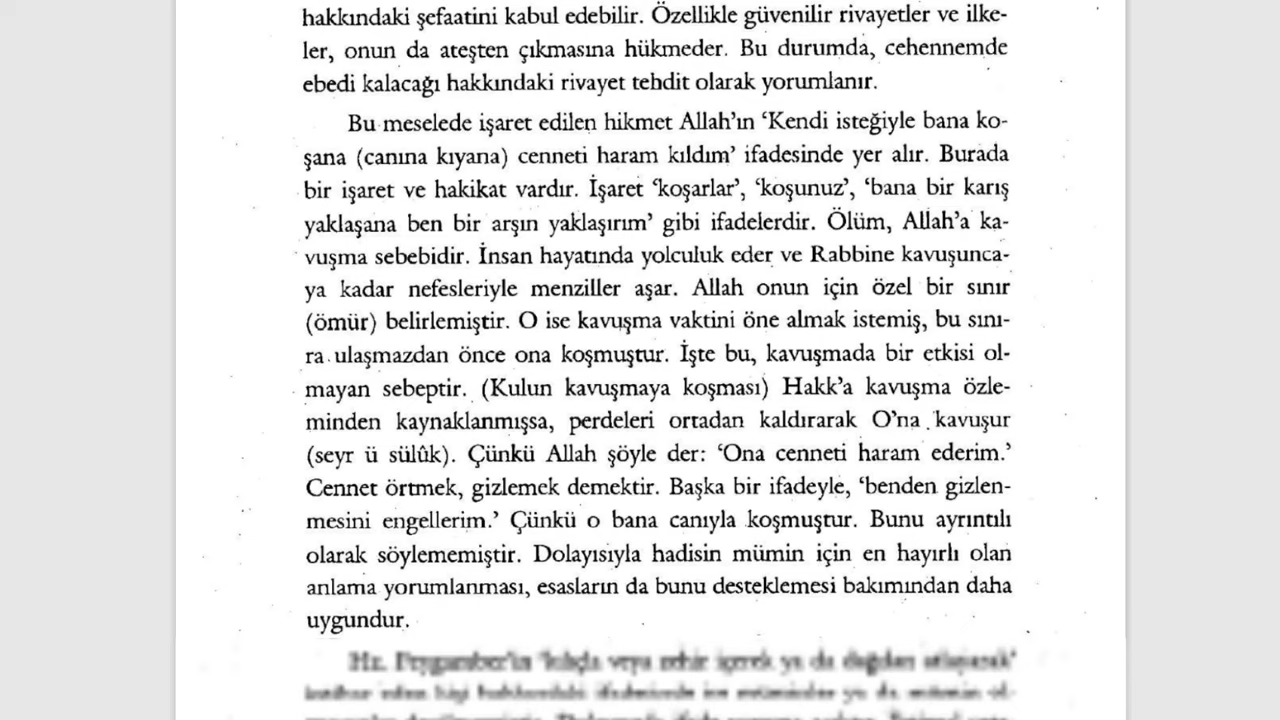 hakkındaki şefaatini kabul edebilir. Özellikle güvenilir rivayetler ve ilke-
ler, onun da ateşten çıkmasına hükmeder. Bu durumda, cehennemde
ebedi kalacağı hakkındaki rivayet tehdit olarak yorumlanır.
Bu meselede işaret edilen hikmet Allah’ın ‘Kendi isteğiyle bana ko-
şana (canına kıyana) cenneti haram kıldım’ ifadesinde yer alır. Burada
bir işaret ve hakikat vardır. İşaret ‘koşarlar’, ‘koşunuz’, ‘bana bir karış
yaklaşana ben bir arşın yaklaşırım’ gibi ifadelerdir. Ölüm, Allah’a ka-
vuşma sebebidir. İnsan hayatında yolculuk eder ve Rabbine kavuşunca-
ya kadar nefesleriyle menziller aşar. Allah onun için özel bir sınır
(ömür) belirlemiştir. O ise kavuşma vaktini öne almak istemiş, bu sını-
ra ulaşmazdan önce ona koşmuştur. İşte bu, kavuşmada bir etkisi ol-
mayan sebeptir. (Kulun kavuşmaya koşması) Hakk’a kavuşma özle-
minden kaynaklanmışsa, perdeleri ortadan kaldırarak O’na kavuşur
(seyr ü sülûk). Çünkü Allah şöyle der: ‘Ona cenneti haram ederim.’
Cennet örtmek, gizlemek demektir. Başka bir ifadeyle, ‘benden gizlen-
mesini engellerim.’ Çünkü o bana canıyla koşmuştur. Bunu ayrıntılı
olarak söylememiştir. Dolayısıyla hadisin mümin için en hayırlı olan
anlama yorumlanması, esasların da bunu desteklemesi bakımından daha
uygundur.
Hz. Peygamber’in